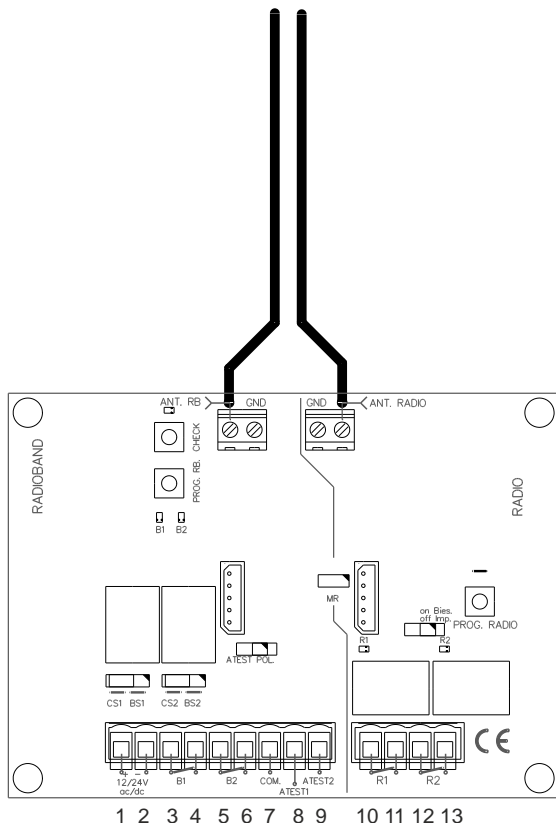 ANT. RB GND GND ANT. RADIO
RADIOBAND
CHECK
PROG. RB.
B1 B2
RADIO
MR
on Bies.
off Imp.
PROG. RADIO
R1 R2
ATEST POL.
CS1 BS1 CS2 BS2
+ -
12/24V B1 B2 COM. ATEST2 R1 R2
ac/dc ATEST1
CE
1 2 3 4 5 6 7 8 9 10 11 12 13